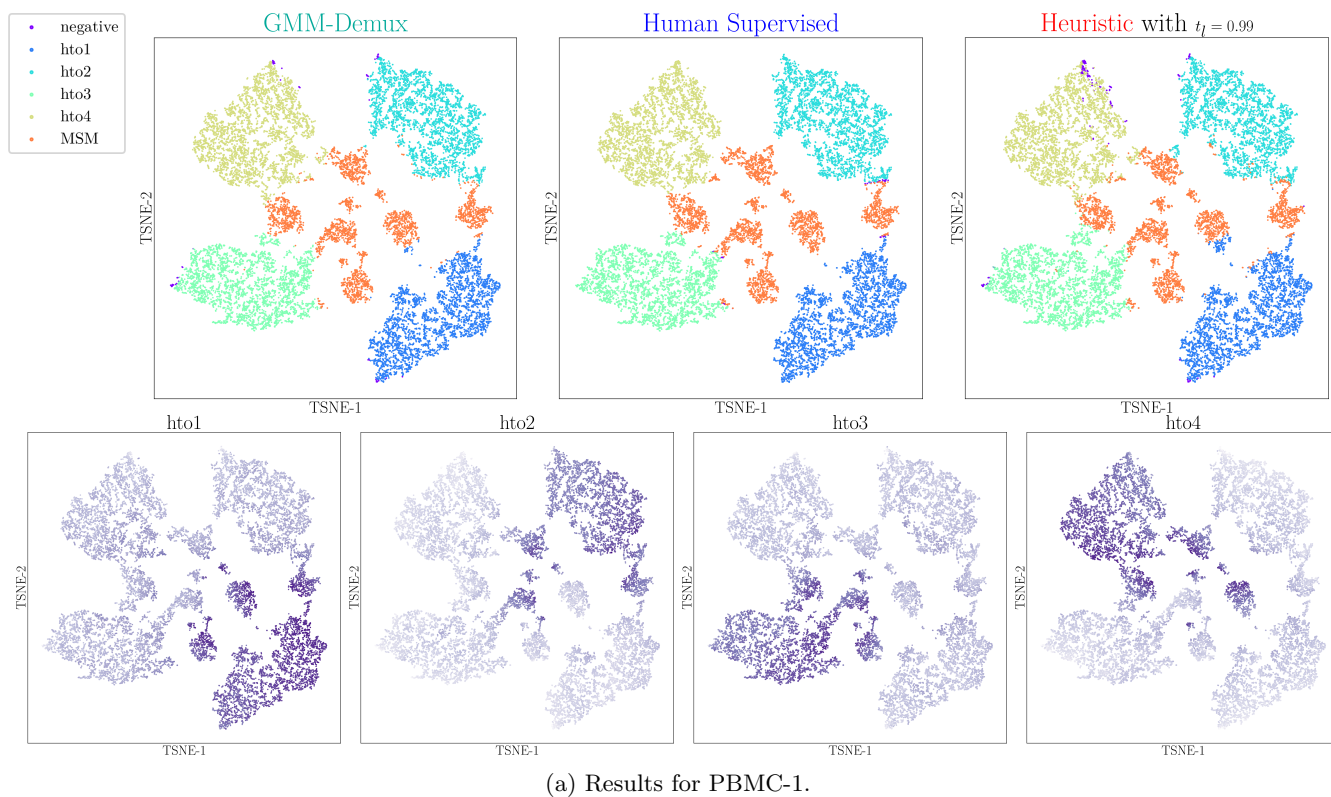 negative
hto1
hto2
hto3
hto4
MSM
GMM-Demux
Human Supervised
Heuristic with t_l = 0.99
TSNE-2
TSNE-2
TSNE-2
TSNE-1
TSNE-1
TSNE-1
hto1
hto2
hto3
hto4
TSNE-2
TSNE-2
TSNE-2
TSNE-2
TSNE-1
TSNE-1
TSNE-1
TSNE-1
(a) Results for PBMC-1.